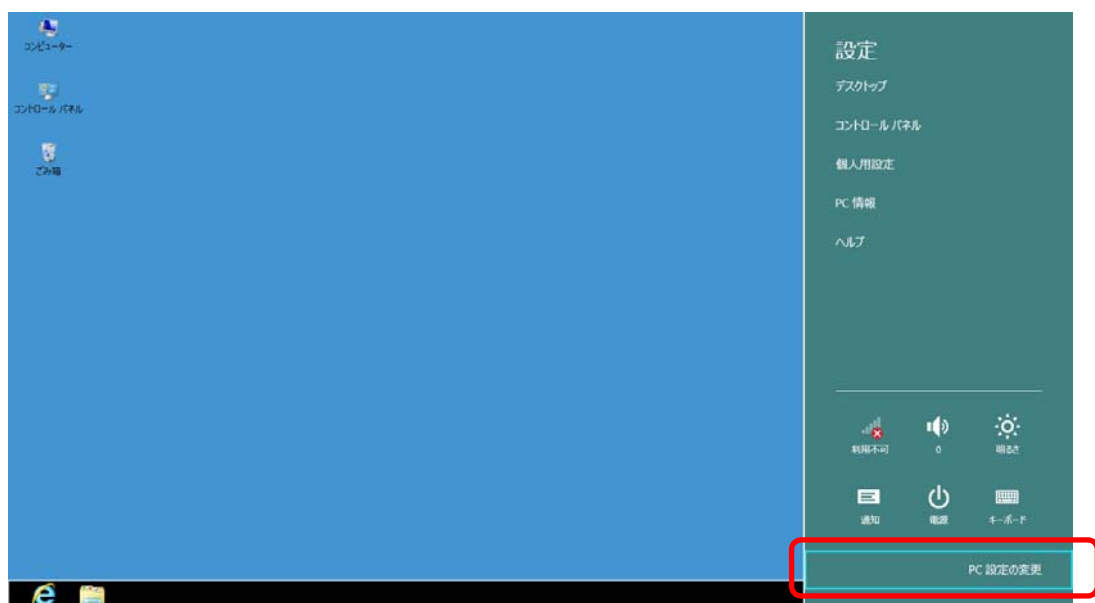 コンピューター
コントロール パネル
ごみ箱
設定
デスクトップ
コントロール パネル
個人用設定
PC 情報
ヘルプ
利用不可
0
明るさ
通知
電源
キーボード
PC 設定の変更